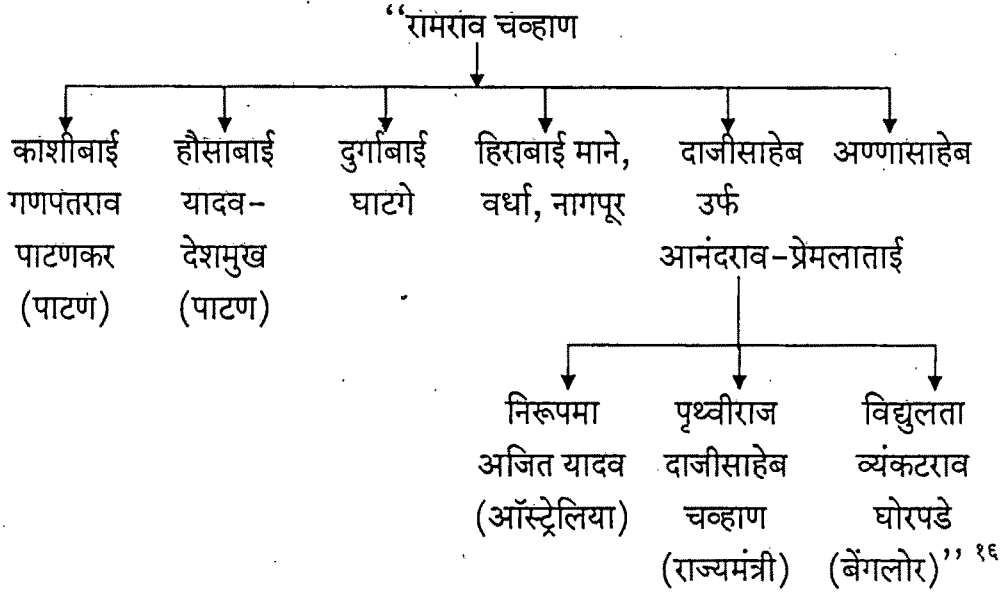 “रामराव चव्हाण
काशीबाई हौसाबाई दुर्गाबाई हिराबाई माने, दाजीसाहेब अण्णासाहेब
गणपतराव यादव- घाटगे वर्धा, नागपूर उर्फ
पाटणकर देशमुख आनंदराव-प्रेमलाताई
(पाटण) (पाटण)
निरूपमा पृथ्वीराज विद्युलता
अजित यादव दाजीसाहेब व्यंकटराव
(ऑस्ट्रेलिया) चव्हाण घोरपडे
(राज्यमंत्री) (बेंगलोर)” १६